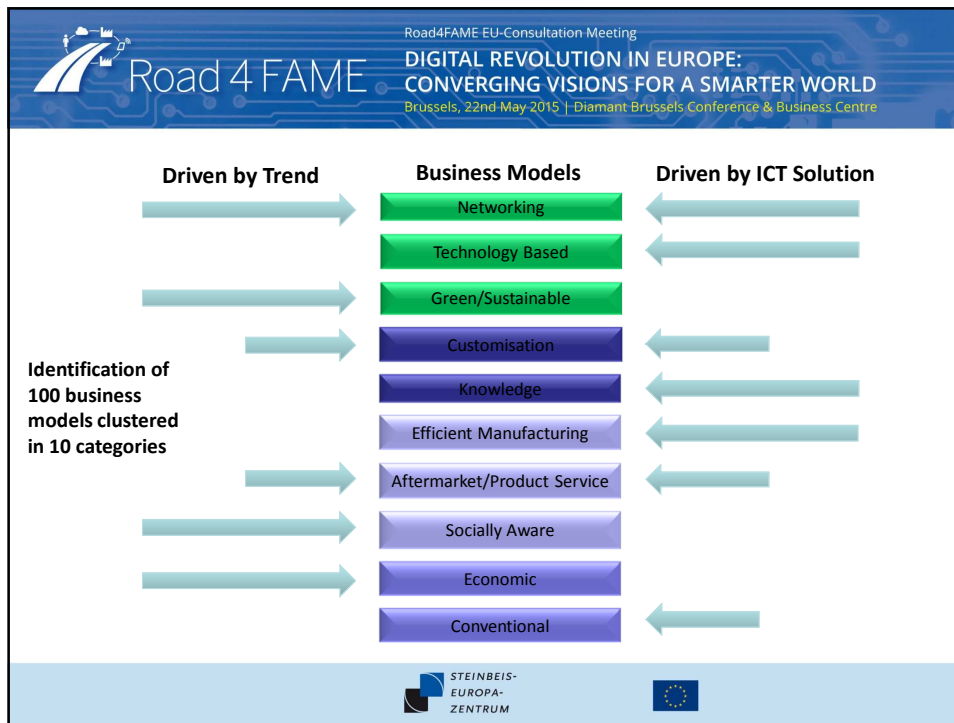 Road4FAME EU-Consultation Meeting
DIGITAL REVOLUTION IN EUROPE:
CONVERGING VISIONS FOR A SMARTER WORLD
Brussels, 22nd May 2015 | Diamant Brussels Conference & Business Centre
Road 4 FAME
Driven by Trend
Business Models
Driven by ICT Solution
Networking
Technology Based
Green/Sustainable
Customisation
Identification of
100 business
models clustered
in 10 categories
Knowledge
Efficient Manufacturing
Aftermarket/Product Service
Socially Aware
Economic
Conventional
STEINBEIS-
EUROPA-
ZENTRUM